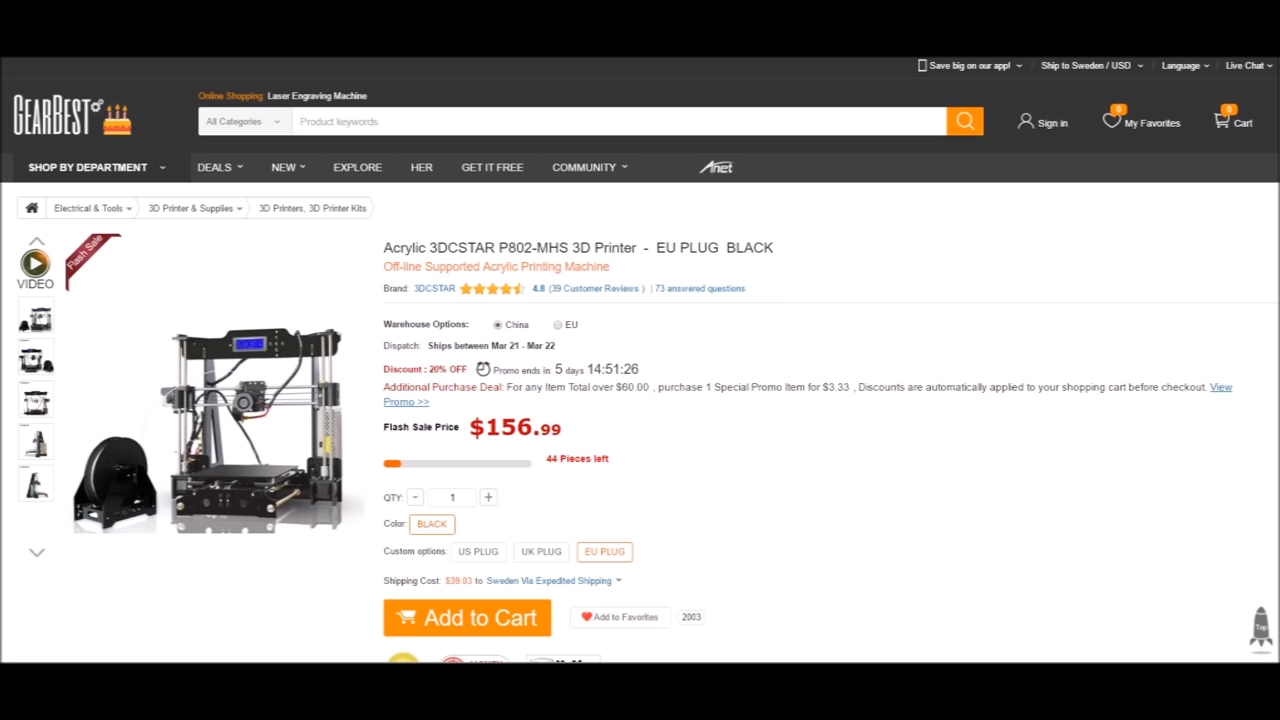 Save big on our app! Ship to Sweden / USD Language Live Chat
Online Shopping: Laser Engraving Machine
GEARBEST
All Categories Product keywords
Sign in 0 My Favorites 0 Cart
SHOP BY DEPARTMENT DEALS NEW EXPLORE HER GET IT FREE COMMUNITY Anet
Electrical & Tools 3D Printer & Supplies 3D Printers, 3D Printer Kits
Flash Sale
VIDEO
Acrylic 3DCSTAR P802-MHS 3D Printer - EU PLUG BLACK
Off-line Supported Acrylic Printing Machine
Brand: 3DCSTAR 4.8 (39 Customer Reviews ) | 73 answered questions
Warehouse Options: China EU
Dispatch: Ships between Mar 21 - Mar 22
Discount : 20% OFF Promo ends in: 5 days 14:51:26
Additional Purchase Deal: For any Item Total over $60.00 , purchase 1 Special Promo Item for $3.33 , Discounts are automatically applied to your shopping cart before checkout. View
Promo >>
Flash Sale Price $156.99
44 Pieces left
QTY: - 1 +
Color: BLACK
Custom options: US PLUG UK PLUG EU PLUG
Shipping Cost: $39.03 to Sweden Via Expedited Shipping
Add to Cart Add to Favorites 2003
Top